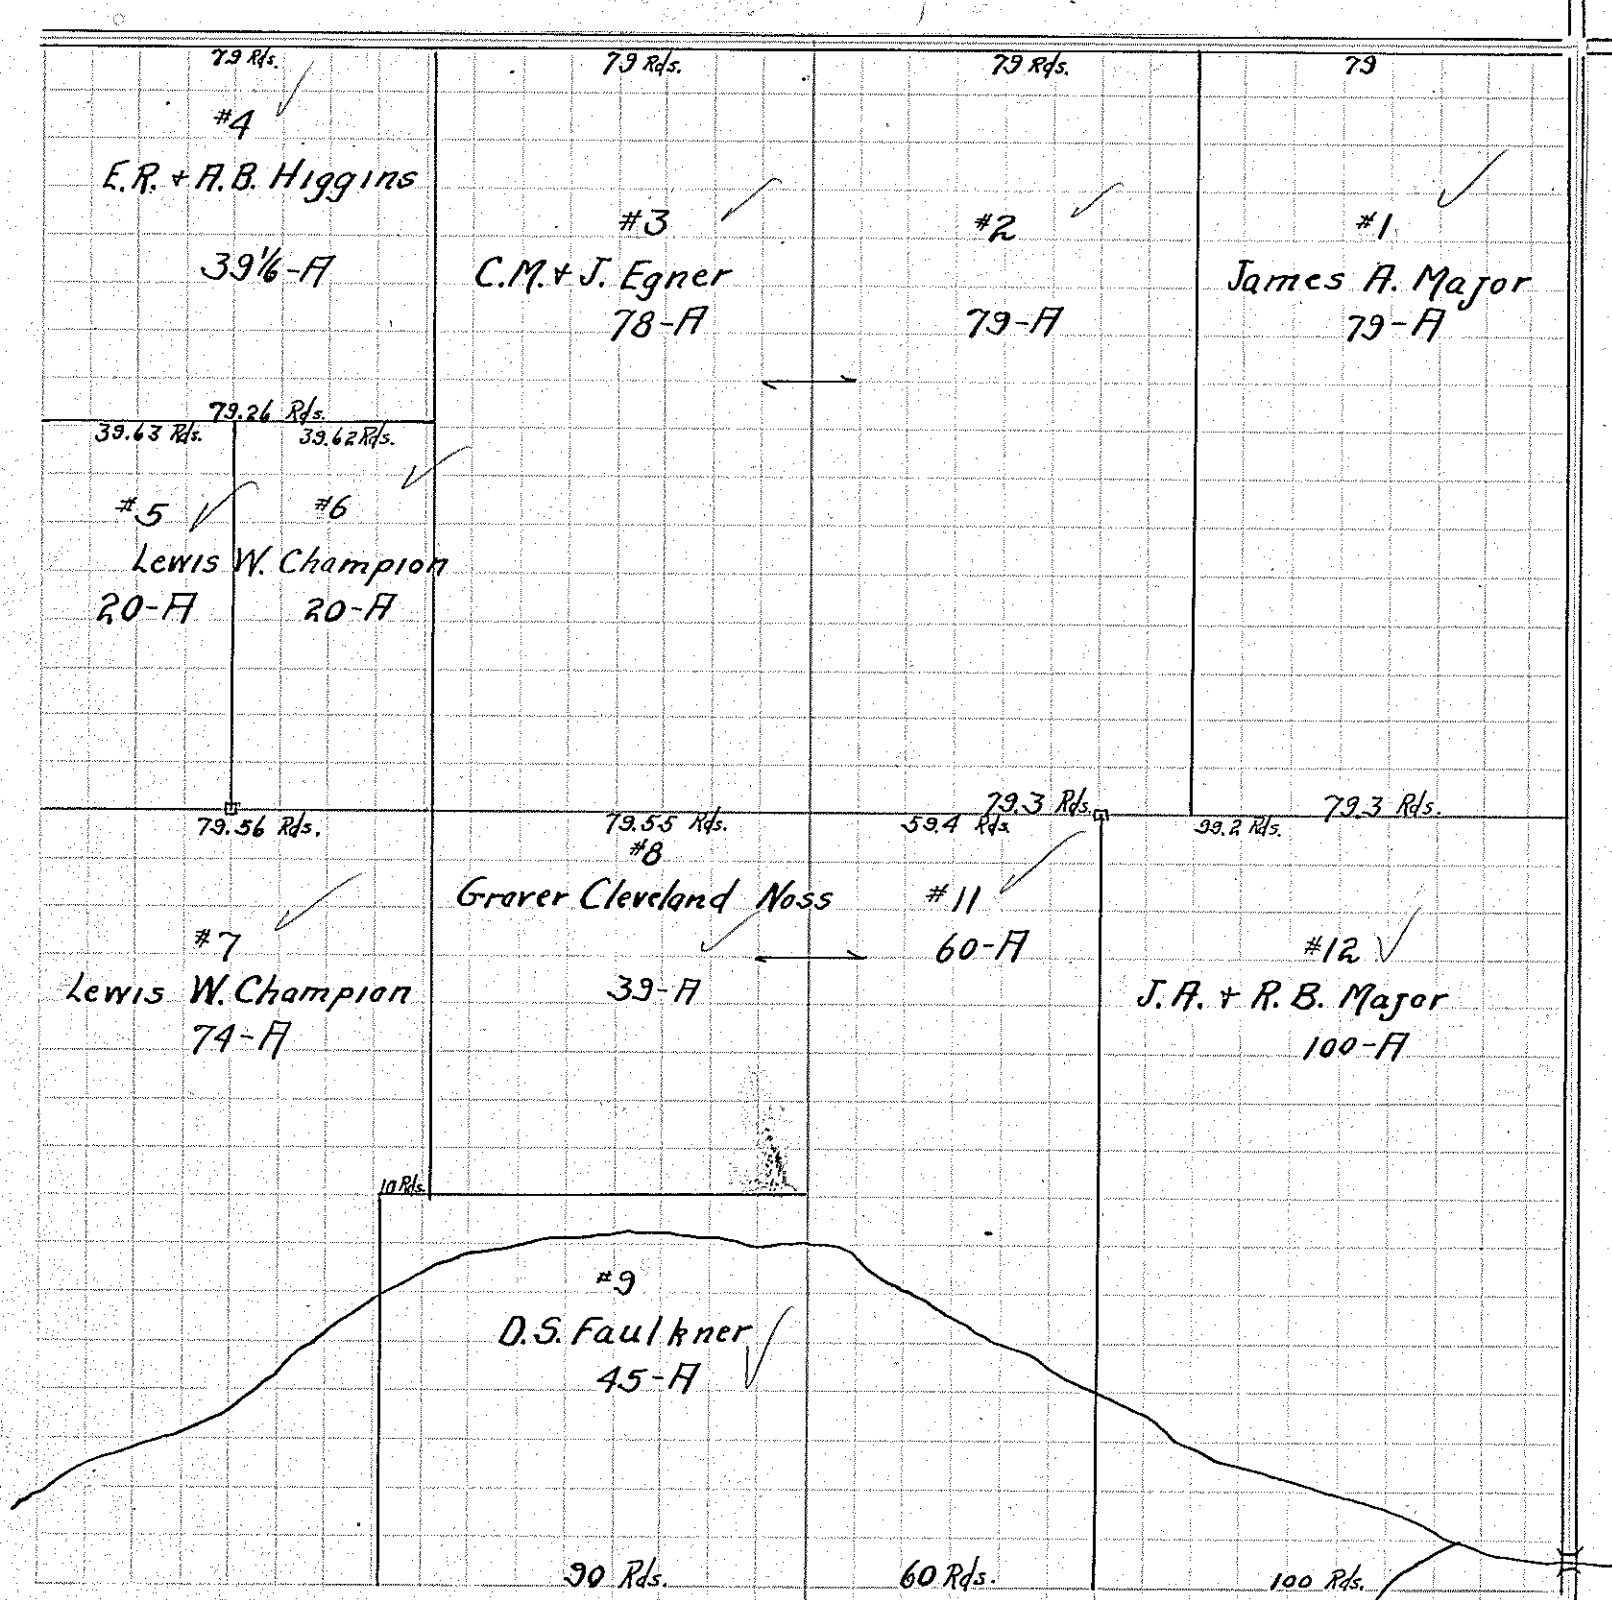 79 Rds.
79 Rds.
79 Rds.
79
#4
E.R. + A.B. Higgins
39 1/6-A
#3
C.M. + J. Egner
78-A
#2
79-A
#1
James A. Major
79-A
79.26 Rds.
39.63 Rds.
39.62 Rds.
#5
#6
Lewis W. Champion
20-A
20-A
79.3 Rds.
79.3 Rds.
79.56 Rds.
79.55 Rds.
59.4 Rds.
99.2 Rds.
#8
Grover Cleveland Noss
39-A
#11
60-A
#7
Lewis W. Champion
74-A
#12
J.A. + R.B. Major
100-A
10 Rds.
#9
D.S. Faulkner
45-A
90 Rds.
60 Rds.
100 Rds.